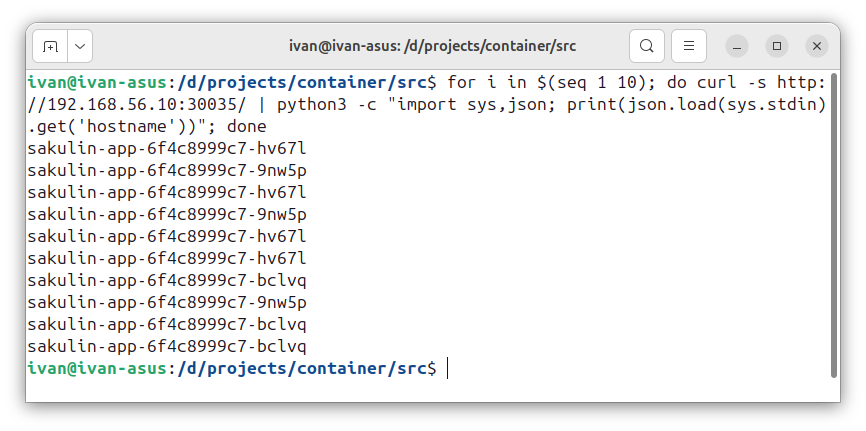 ivan@ivan-asus: /d/projects/container/src
ivan@ivan-asus:/d/projects/container/src$ for i in $(seq 1 10); do curl -s http:
//192.168.56.10:30035/ | python3 -c "import sys,json; print(json.load(sys.stdin)
.get('hostname'))"; done
sakulin-app-6f4c8999c7-hv67l
sakulin-app-6f4c8999c7-9nw5p
sakulin-app-6f4c8999c7-hv67l
sakulin-app-6f4c8999c7-9nw5p
sakulin-app-6f4c8999c7-hv67l
sakulin-app-6f4c8999c7-hv67l
sakulin-app-6f4c8999c7-bclvq
sakulin-app-6f4c8999c7-9nw5p
sakulin-app-6f4c8999c7-bclvq
sakulin-app-6f4c8999c7-bclvq
ivan@ivan-asus:/d/projects/container/src$